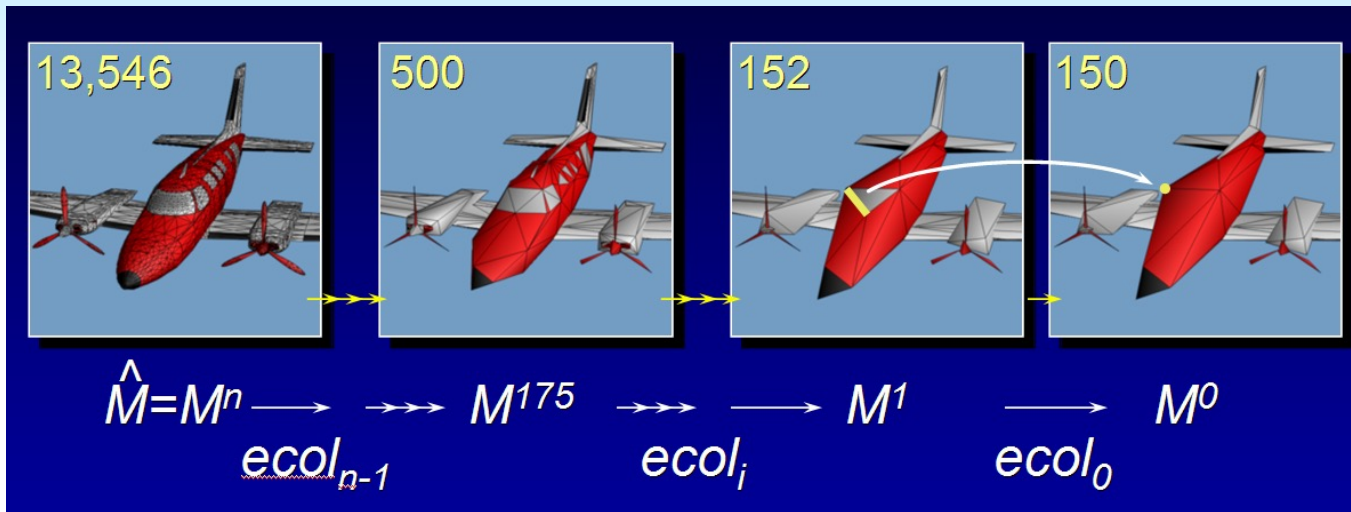 13,546 500 152 150
M̂=Mⁿ M¹⁷⁵ M¹ M⁰
ecolₙ₋₁ ecolᵢ ecol₀